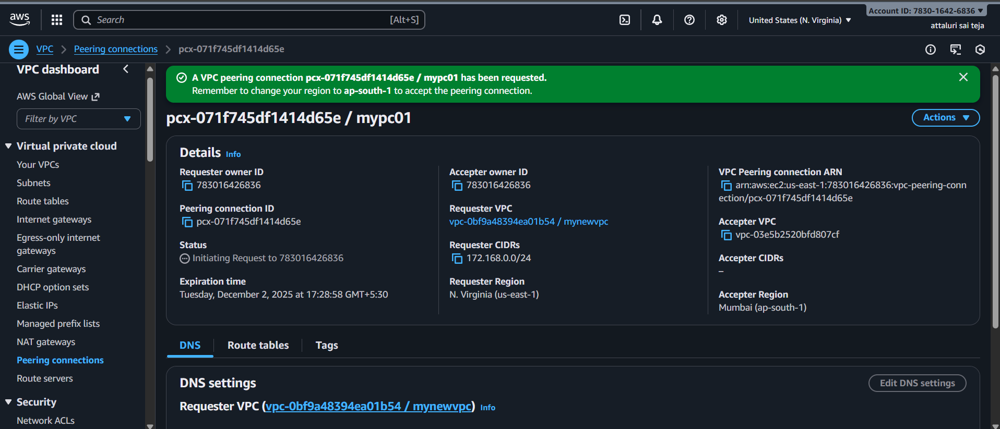 aws
Search
[Alt+S]
United States (N. Virginia)
Account ID: 7830-1642-6836
attaluri sai teja
VPC
Peering connections
pcx-071f745df1414d65e
VPC dashboard
AWS Global View
Filter by VPC
Virtual private cloud
Your VPCs
Subnets
Route tables
Internet gateways
Egress-only internet
gateways
Carrier gateways
DHCP option sets
Elastic IPs
Managed prefix lists
NAT gateways
Peering connections
Route servers
Security
Network ACLs
A VPC peering connection pcx-071f745df1414d65e / mypc01 has been requested.
Remember to change your region to ap-south-1 to accept the peering connection.
pcx-071f745df1414d65e / mypc01
Actions
Details Info
Requester owner ID
783016426836
Peering connection ID
pcx-071f745df1414d65e
Status
Initiating Request to 783016426836
Expiration time
Tuesday, December 2, 2025 at 17:28:58 GMT+5:30
Accepter owner ID
783016426836
Requester VPC
vpc-0bf9a48394ea01b54 / mynewvpc
Requester CIDRs
172.168.0.0/24
Requester Region
N. Virginia (us-east-1)
VPC Peering connection ARN
arn:aws:ec2:us-east-1:783016426836:vpc-peering-conn
ection/pcx-071f745df1414d65e
Accepter VPC
vpc-03e5b2520bfd807cf
Accepter CIDRs
–
Accepter Region
Mumbai (ap-south-1)
DNS
Route tables
Tags
DNS settings
Edit DNS settings
Requester VPC (vpc-0bf9a48394ea01b54 / mynewvpc) Info